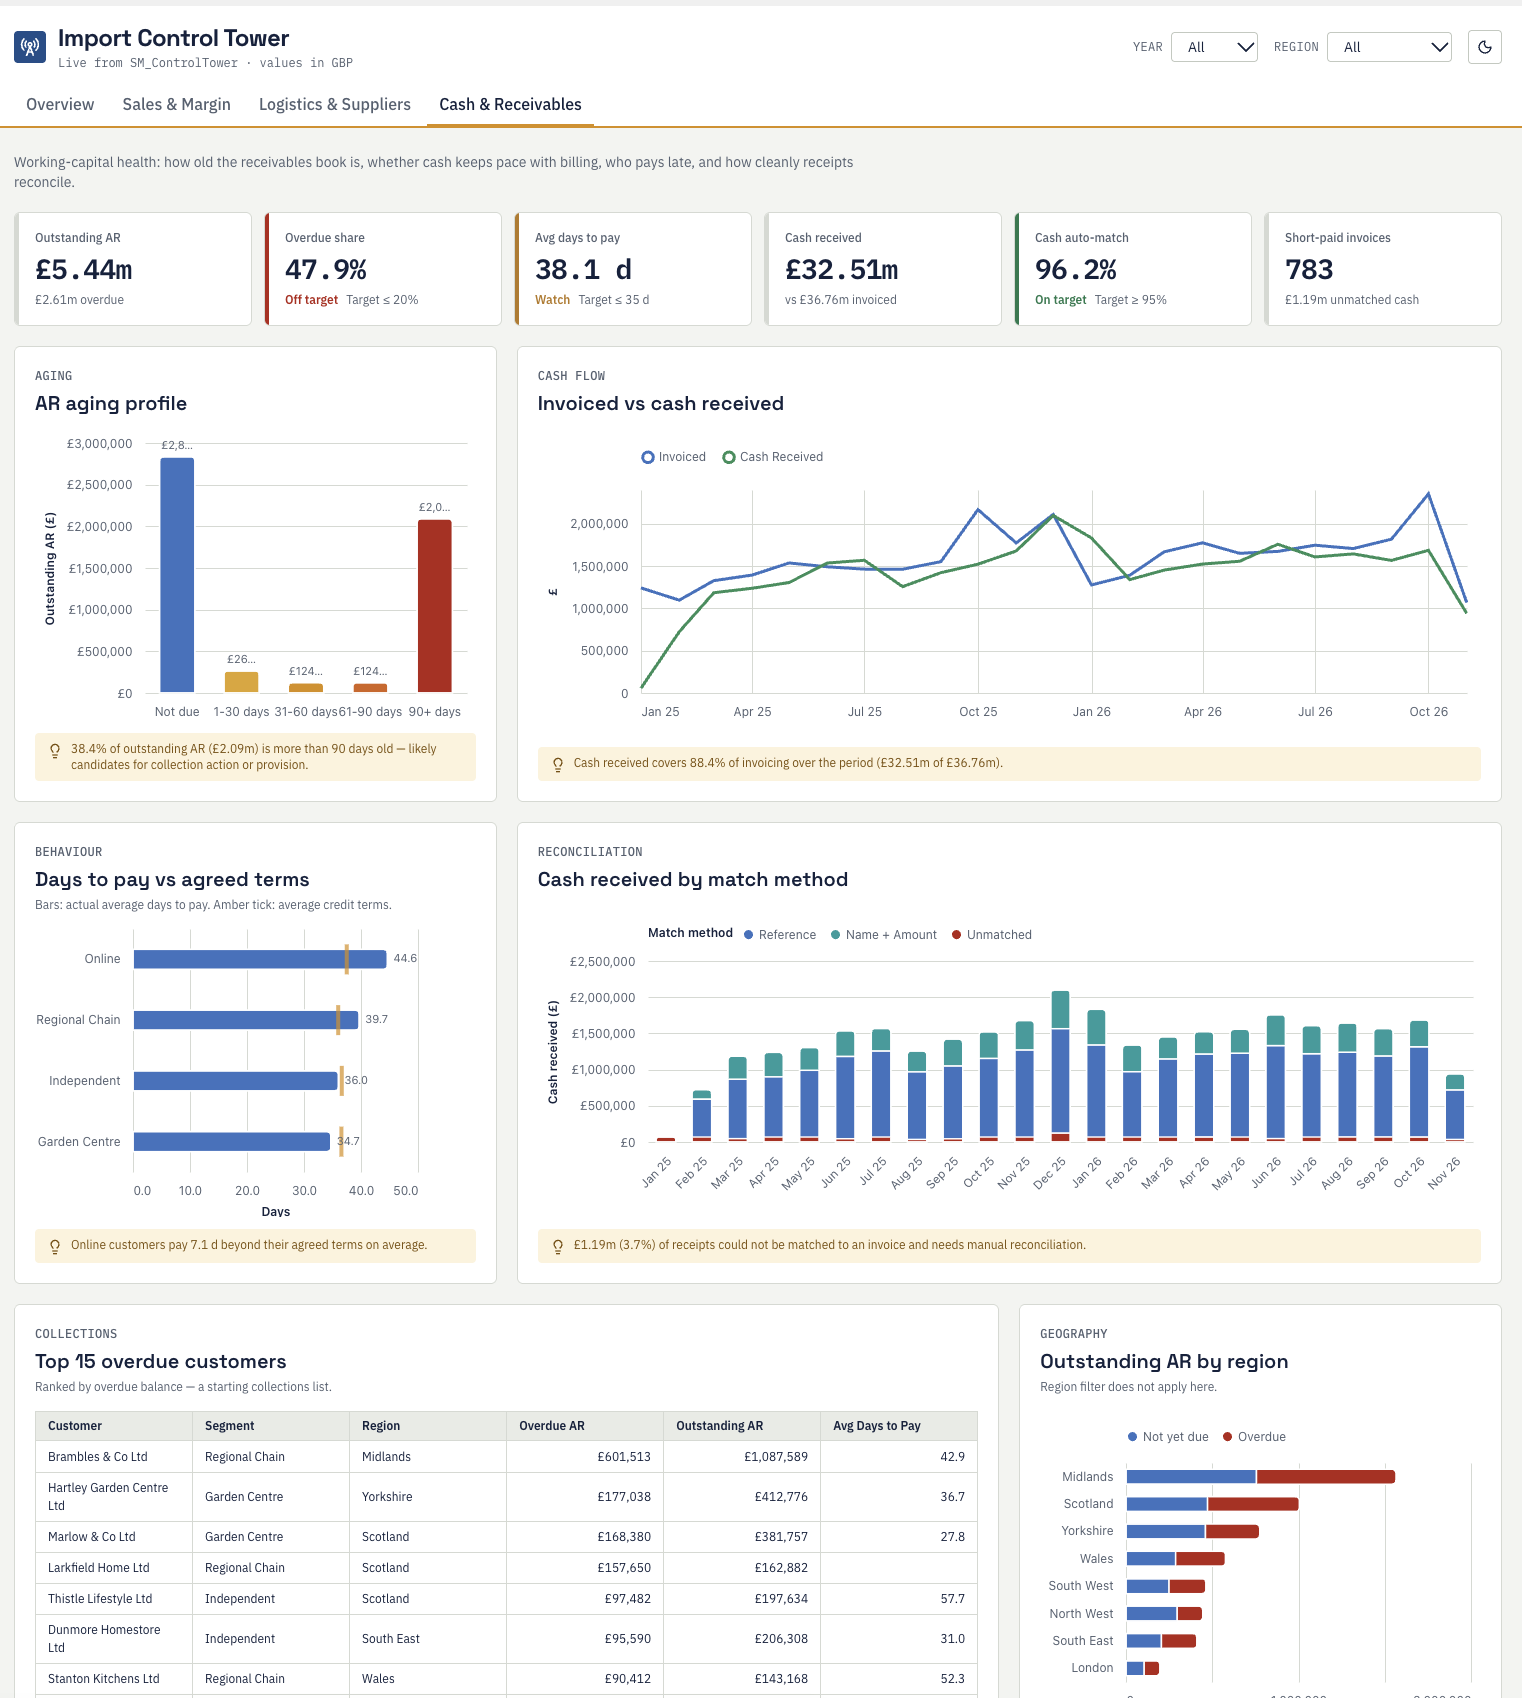 Import Control Tower
Live from SM_ControlTower · values in GBP
YEAR All REGION All
Overview Sales & Margin Logistics & Suppliers Cash & Receivables
Working-capital health: how old the receivables book is, whether cash keeps pace with billing, who pays late, and how cleanly receipts
reconcile.
Outstanding AR
£5.44m
£2.61m overdue
Overdue share
47.9%
Off target Target ≤ 20%
Avg days to pay
38.1 d
Watch Target ≤ 35 d
Cash received
£32.51m
vs £36.76m invoiced
Cash auto-match
96.2%
On target Target ≥ 95%
Short-paid invoices
783
£1.19m unmatched cash
AGING
AR aging profile
Outstanding AR (£)
£3,000,000
£2,500,000
£2,000,000
£1,500,000
£1,000,000
£500,000
£0
£2,8...
£26...
£124...
£124...
£2,0...
Not due 1-30 days 31-60 days 61-90 days 90+ days
38.4% of outstanding AR (£2.09m) is more than 90 days old — likely
candidates for collection action or provision.
CASH FLOW
Invoiced vs cash received
Invoiced Cash Received
£
2,000,000
1,500,000
1,000,000
500,000
0
Jan 25 Apr 25 Jul 25 Oct 25 Jan 26 Apr 26 Jul 26 Oct 26
Cash received covers 88.4% of invoicing over the period (£32.51m of £36.76m).
BEHAVIOUR
Days to pay vs agreed terms
Bars: actual average days to pay. Amber tick: average credit terms.
Online 44.6
Regional Chain 39.7
Independent 36.0
Garden Centre 34.7
0.0 10.0 20.0 30.0 40.0 50.0
Days
Online customers pay 7.1 d beyond their agreed terms on average.
RECONCILIATION
Cash received by match method
Match method Reference Name + Amount Unmatched
Cash received (£)
£2,500,000
£2,000,000
£1,500,000
£1,000,000
£500,000
£0
Jan 25 Feb 25 Mar 25 Apr 25 May 25 Jun 25 Jul 25 Aug 25 Sep 25 Oct 25 Nov 25 Dec 25 Jan 26 Feb 26 Mar 26 Apr 26 May 26 Jun 26 Jul 26 Aug 26 Sep 26 Oct 26 Nov 26
£1.19m (3.7%) of receipts could not be matched to an invoice and needs manual reconciliation.
COLLECTIONS
Top 15 overdue customers
Ranked by overdue balance — a starting collections list.
Customer Segment Region Overdue AR Outstanding AR Avg Days to Pay
Brambles & Co Ltd Regional Chain Midlands £601,513 £1,087,589 42.9
Hartley Garden Centre
Ltd Garden Centre Yorkshire £177,038 £412,776 36.7
Marlow & Co Ltd Garden Centre Scotland £168,380 £381,757 27.8
Larkfield Home Ltd Regional Chain Scotland £157,650 £162,882
Thistle Lifestyle Ltd Independent Scotland £97,482 £197,634 57.7
Dunmore Homestore
Ltd Independent South East £95,590 £206,308 31.0
Stanton Kitchens Ltd Regional Chain Wales £90,412 £143,168 52.3
GEOGRAPHY
Outstanding AR by region
Region filter does not apply here.
Not yet due Overdue
Midlands
Scotland
Yorkshire
Wales
South West
North West
South East
London